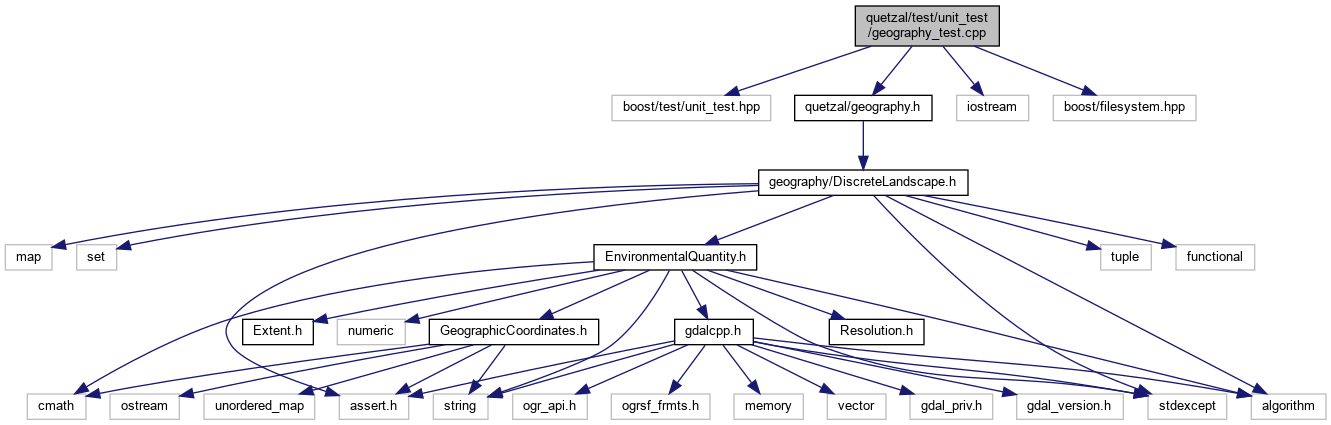 quetzal/test/unit_test
/geography_test.cpp
boost/test/unit_test.hpp
quetzal/geography.h
iostream
boost/filesystem.hpp
geography/DiscreteLandscape.h
map
set
EnvironmentalQuantity.h
tuple
functional
Extent.h
numeric
GeographicCoordinates.h
gdalcpp.h
Resolution.h
cmath
ostream
unordered_map
assert.h
string
ogr_api.h
ogrsf_frmts.h
memory
vector
gdal_priv.h
gdal_version.h
stdexcept
algorithm